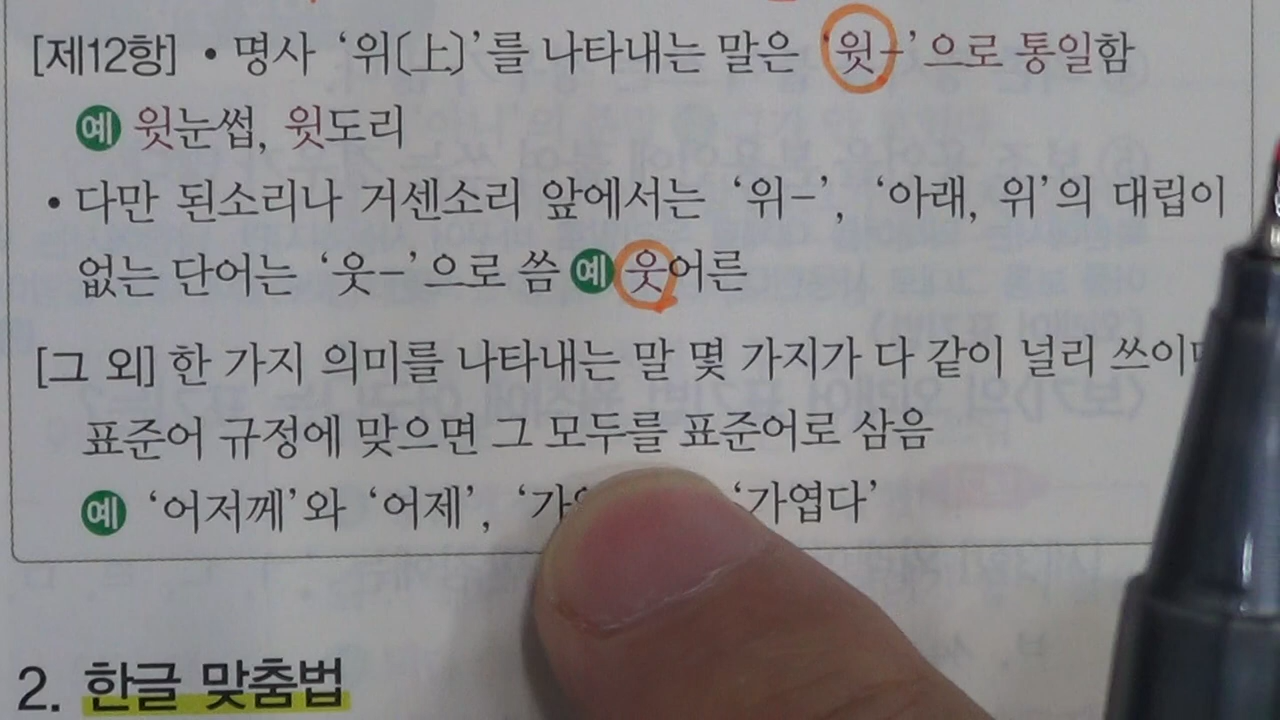 [제12항] • 명사 ‘위〔上〕’를 나타내는 말은 ‘윗-’으로 통일함
예 윗눈썹, 윗도리
• 다만 된소리나 거센소리 앞에서는 ‘위-’, ‘아래, 위’의 대립이
없는 단어는 ‘웃-’으로 씀 예 웃어른
[그 외] 한 가지 의미를 나타내는 말 몇 가지가 다 같이 널리 쓰이며
표준어 규정에 맞으면 그 모두를 표준어로 삼음
예 ‘어저께’와 ‘어제’, ‘가 ‘가엽다’
2. 한글 맞춤법